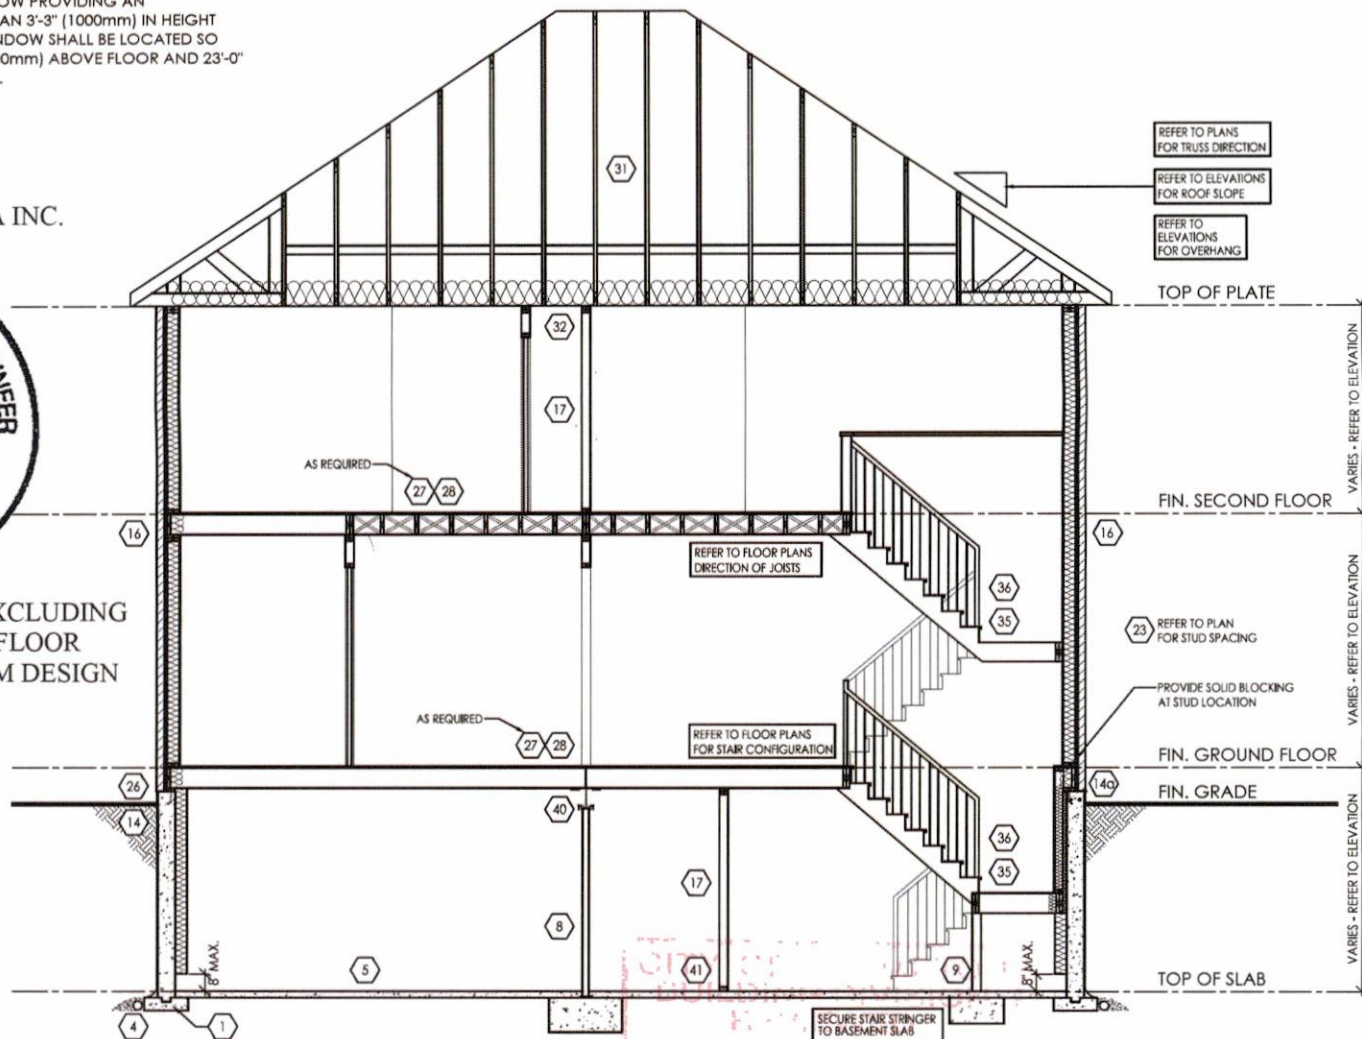 OW PROVIDING AN
AN 3'-3" (1000mm) IN HEIGHT
NDOW SHALL BE LOCATED SO
0mm) ABOVE FLOOR AND 23'-0"
A INC.
NEER
XCLUDING
FLOOR
M DESIGN
31
REFER TO PLANS
FOR TRUSS DIRECTION
REFER TO ELEVATIONS
FOR ROOF SLOPE
REFER TO
ELEVATIONS
FOR OVERHANG
TOP OF PLATE
32
17
VARIES - REFER TO ELEVATION
AS REQUIRED
27 28
FIN. SECOND FLOOR
16
16
REFER TO FLOOR PLANS
DIRECTION OF JOISTS
36
35
23 REFER TO PLAN
FOR STUD SPACING
VARIES - REFER TO ELEVATION
PROVIDE SOLID BLOCKING
AT STUD LOCATION
AS REQUIRED
27 28
REFER TO FLOOR PLANS
FOR STAIR CONFIGURATION
FIN. GROUND FLOOR
26
14a
FIN. GRADE
14
40
36
35
17
8
VARIES - REFER TO ELEVATION
8" MAX.
5
41
9
8" MAX.
CITY OF
BUILDING
TOP OF SLAB
4
1
SECURE STAIR STRINGER
TO BASEMENT SLAB